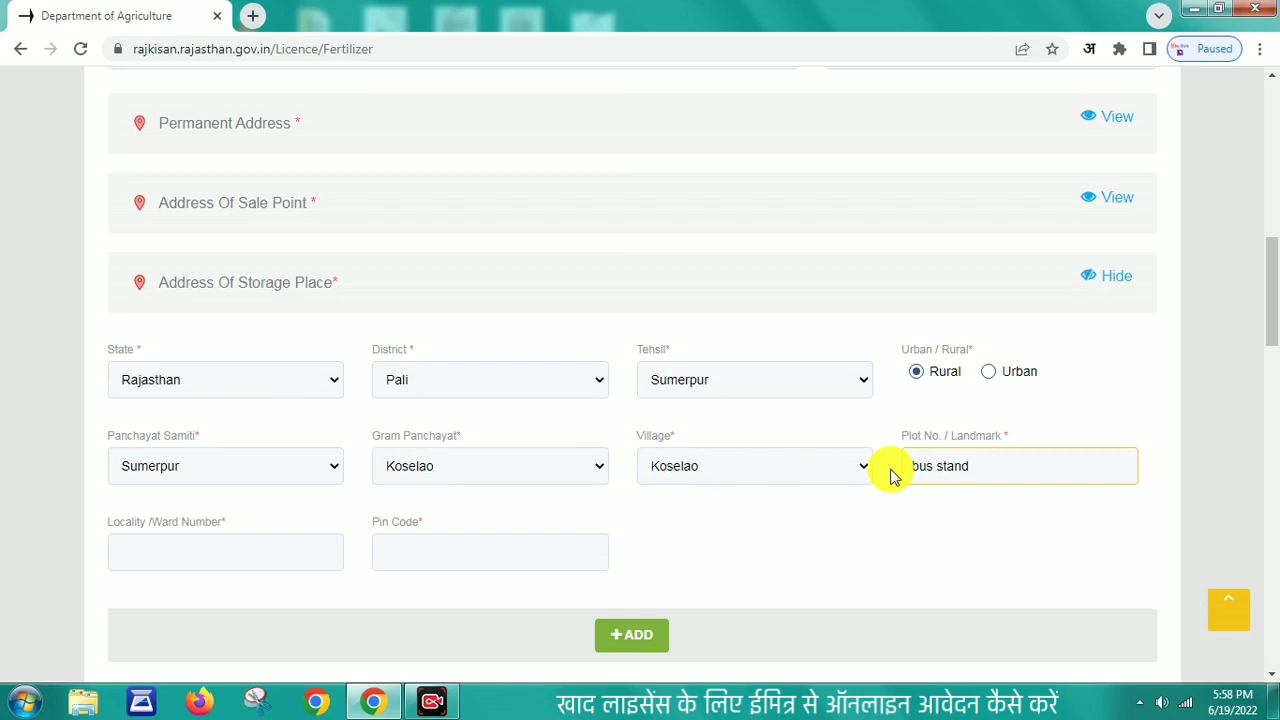 Department of Agriculture
rajkisan.rajasthan.gov.in/Licence/Fertilizer
अ
Paused
Permanent Address *
View
Address Of Sale Point *
View
Address Of Storage Place*
Hide
State *
District *
Tehsil*
Urban / Rural*
Rajasthan
Pali
Sumerpur
Rural
Urban
Panchayat Samiti*
Gram Panchayat*
Village*
Plot No. / Landmark *
Sumerpur
Koselao
Koselao
bus stand
Locality /Ward Number*
Pin Code*
+ ADD
खाद लाइसेंस के लिए ईमित्र से ऑनलाइन आवेदन कैसे करें
5:58 PM
6/19/2022